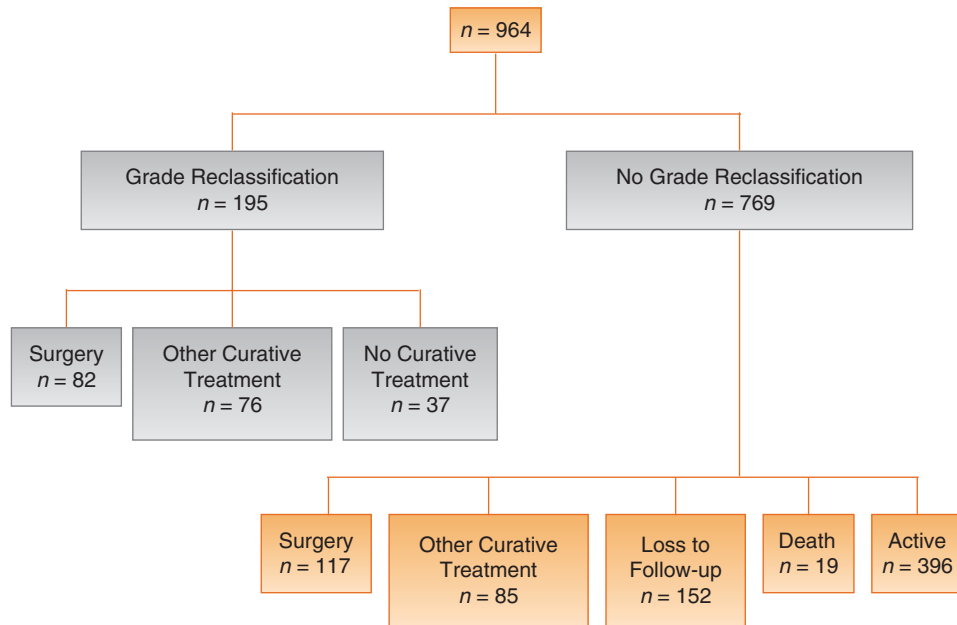 n = 964
Grade Reclassification
n = 195
No Grade Reclassification
n = 769
Surgery
n = 82
Other Curative
Treatment
n = 76
No Curative
Treatment
n = 37
Surgery
n = 117
Other Curative
Treatment
n = 85
Loss to
Follow-up
n = 152
Death
n = 19
Active
n = 396